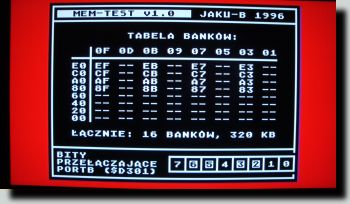 MEM-TEST v1.0 JAKU-B 1996
TABELA BANKÓW:
0F 0D 0B 09 07 05 03 01
E0 EF -- EB -- E7 -- E3 --
C0 CF -- CB -- C7 -- C3 --
A0 AF -- AB -- A7 -- A3 --
80 8F -- 8B -- 87 -- 83 --
60 -- -- -- -- -- -- -- --
40 -- -- -- -- -- -- -- --
20 -- -- -- -- -- -- -- --
00 -- -- -- -- -- -- -- --
ŁĄCZNIE: 16 BANKÓW, 320 KB
BITY
PRZEŁĄCZAJĄCE 7 6 5 4 3 2 1 0
PORTB ($D301)